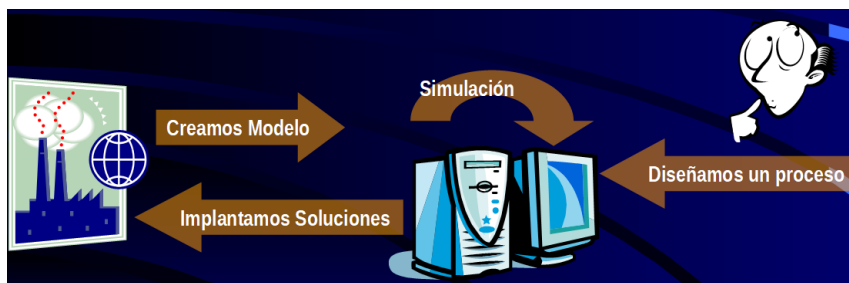 Simulación
Creamos Modelo
Diseñamos un proceso
Implantamos Soluciones